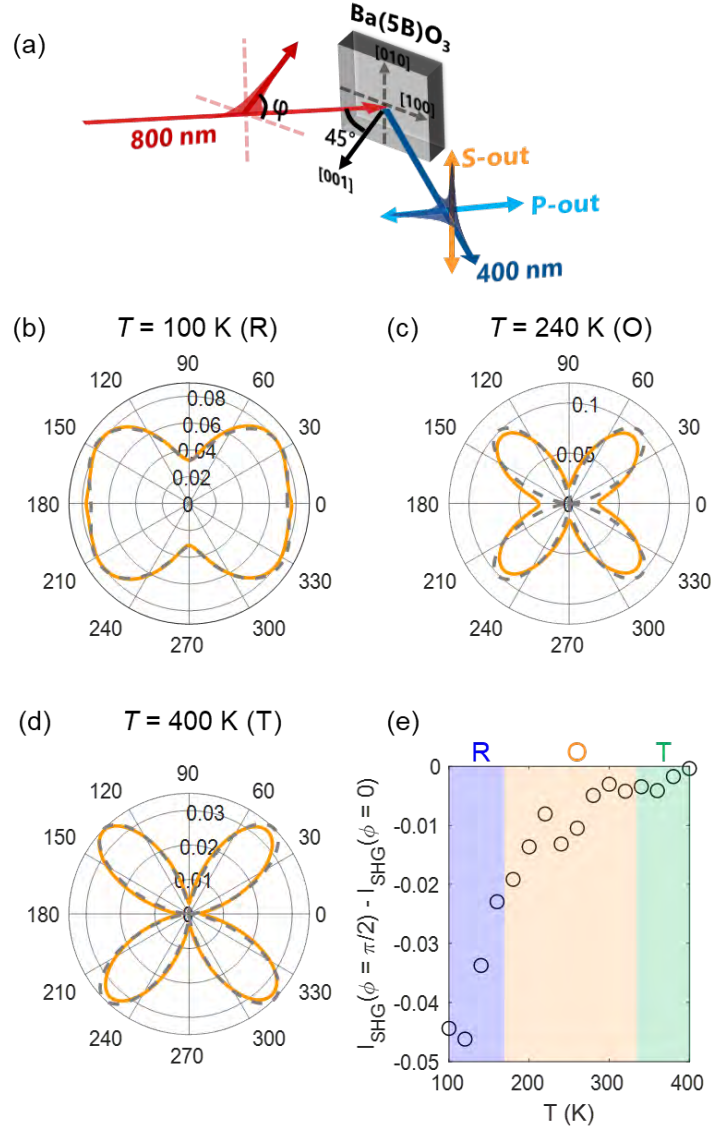 (a)
Ba(5B)O₃
[010]
[100]
φ
800 nm
45°
[001]
S-out
P-out
400 nm
(b) T = 100 K (R)
90
120 60
0.08
150 0.06 30
0.04
0.02
180 0 0
210 330
240 300
270
(c) T = 240 K (O)
90
120 60
0.1
150 30
0.05
180 0 0
210 330
240 300
270
(d) T = 400 K (T)
90
120 60
0.03
150 0.02 30
0.01
180 0 0
210 330
240 300
270
(e)
R O T
0
-0.01
-0.02
-0.03
-0.04
-0.05
I_SHG(ϕ = π/2) - I_SHG(ϕ = 0)
100 200 300 400
T (K)